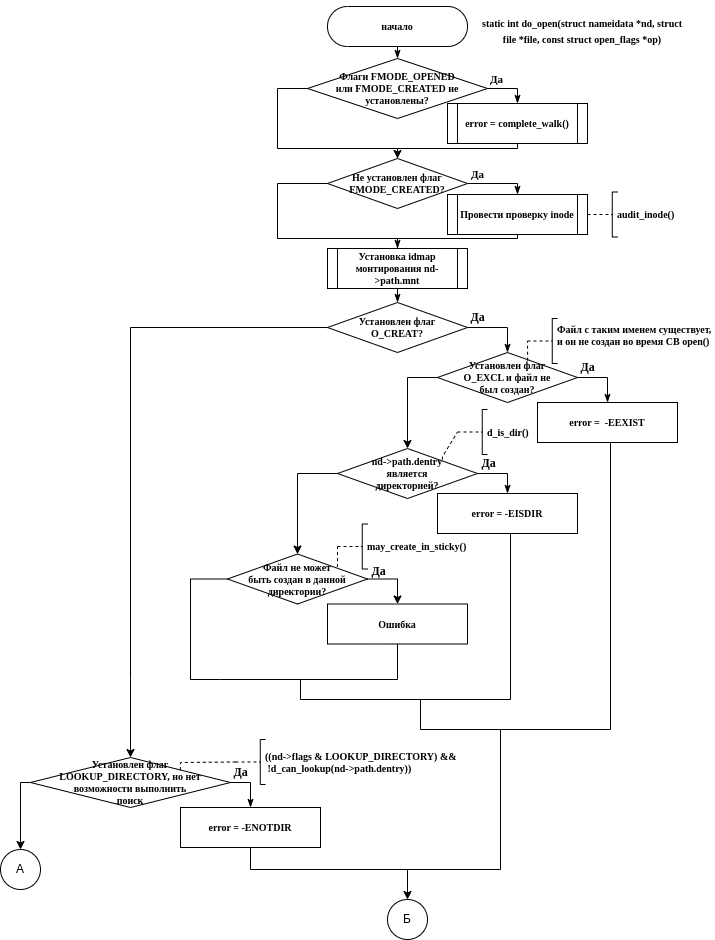 начало
static int do_open(struct nameidata *nd, struct
file *file, const struct open_flags *op)
Флаги FMODE_OPENED
или FMODE_CREATED не
установлены?
Да
error = complete_walk()
Не установлен флаг
FMODE_CREATED?
Да
Провести проверку inode
audit_inode()
Установка idmap
монтирования nd-
>path.mnt
Установлен флаг
O_CREAT?
Да
Файл с таким именем существует,
и он не создан во время СВ open()
Установлен флаг
O_EXCL и файл не
был создан?
Да
error =  -EEXIST
d_is_dir()
nd->path.dentry
является
директорией?
Да
error = -EISDIR
may_create_in_sticky()
Файл не может
быть создан в данной
директории?
Да
Ошибка
Установлен флаг
LOOKUP_DIRECTORY, но нет
возможности выполнить
поиск
Да
((nd->flags & LOOKUP_DIRECTORY) &&
!d_can_lookup(nd->path.dentry))
error = -ENOTDIR
А
Б